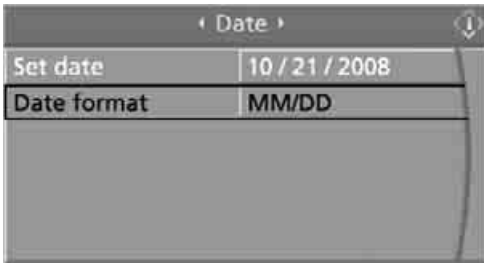 Date
Set date 10 / 21 / 2008
Date format MM/DD